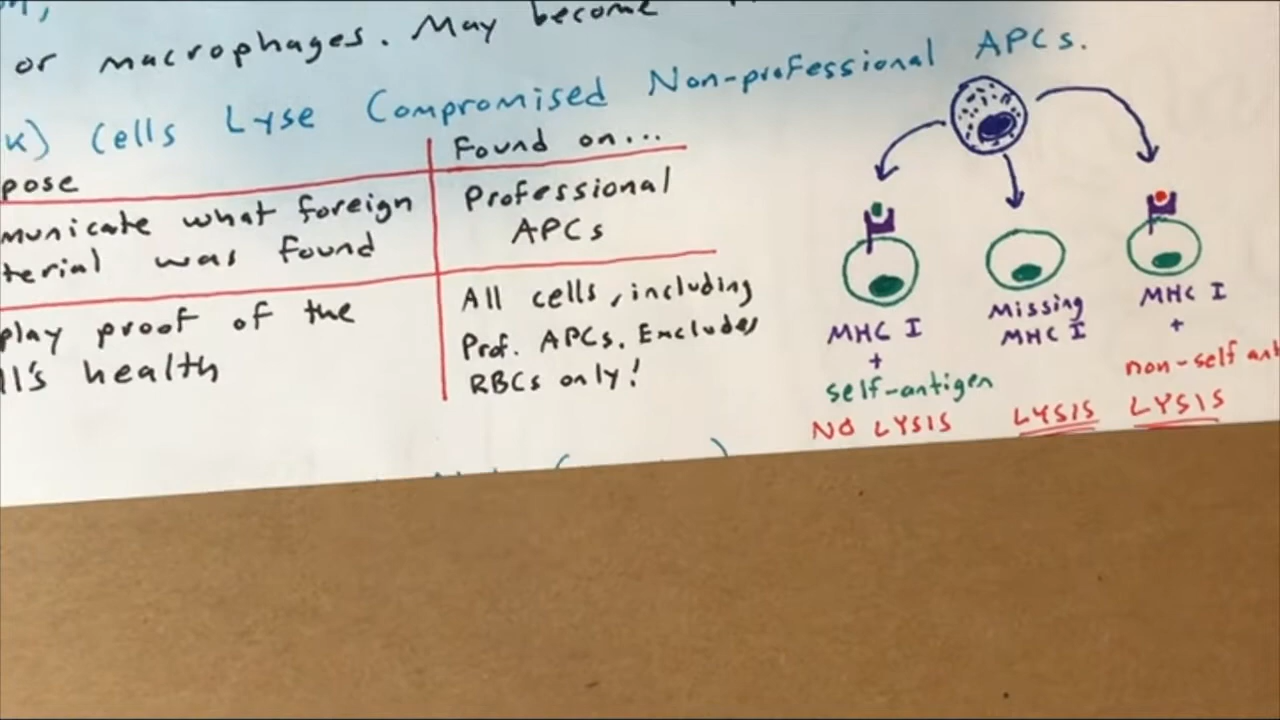 or macrophages. May become
k) Cells Lyse Compromised Non-professional APCs.
pose
Found on...
municate what foreign
terial was found
Professional
APCs
play proof of the
ll's health
All cells, including
Prof. APCs. Excludes
RBCs only!
MHC I
+
self-antigen
NO LYSIS
Missing
MHC I
LYSIS
MHC I
+
non-self ant
LYSIS